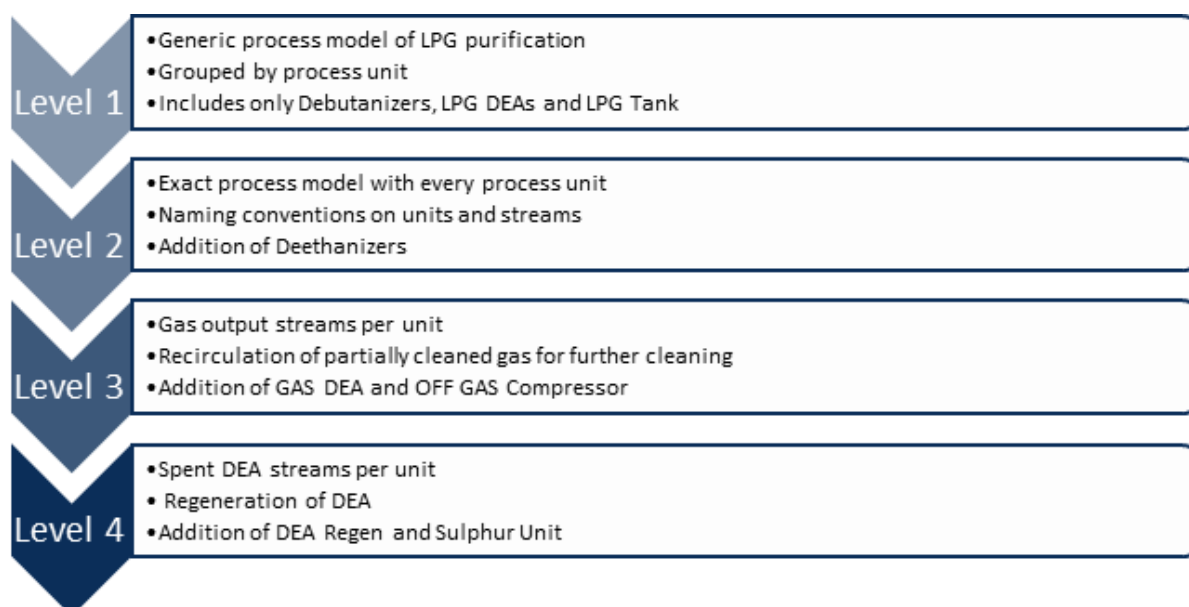 Level 1
•Generic process model of LPG purification
•Grouped by process unit
•Includes only Debutanizers, LPG DEAs and LPG Tank
Level 2
•Exact process model with every process unit
•Naming conventions on units and streams
•Addition of Deethanizers
Level 3
•Gas output streams per unit
•Recirculation of partially cleaned gas for further cleaning
•Addition of GAS DEA and OFF GAS Compressor
Level 4
•Spent DEA streams per unit
• Regeneration of DEA
•Addition of DEA Regen and Sulphur Unit